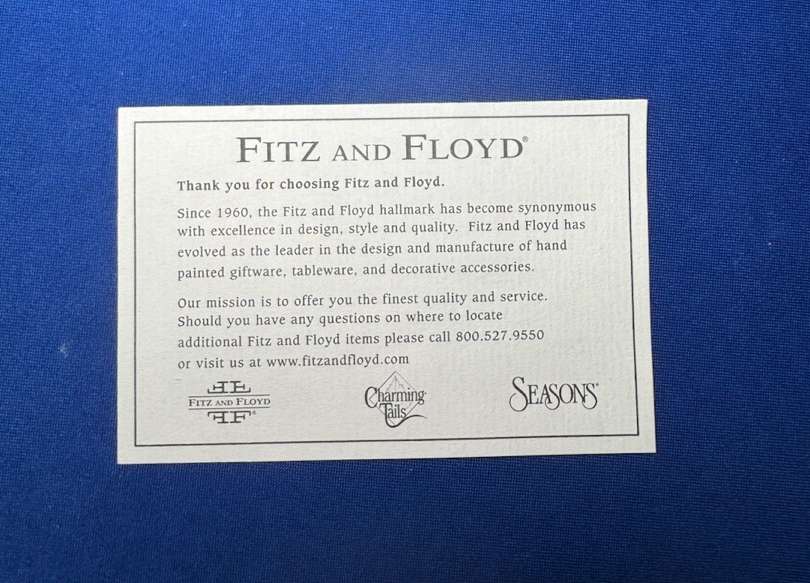 FITZ AND FLOYD®
Thank you for choosing Fitz and Floyd.
Since 1960, the Fitz and Floyd hallmark has become synonymous
with excellence in design, style and quality. Fitz and Floyd has
evolved as the leader in the design and manufacture of hand
painted giftware, tableware, and decorative accessories.
Our mission is to offer you the finest quality and service.
Should you have any questions on where to locate
additional Fitz and Floyd items please call 800.527.9550
or visit us at www.fitzandfloyd.com
FF
FITZ AND FLOYD
FF®
Charming
Tails
SEASONS®